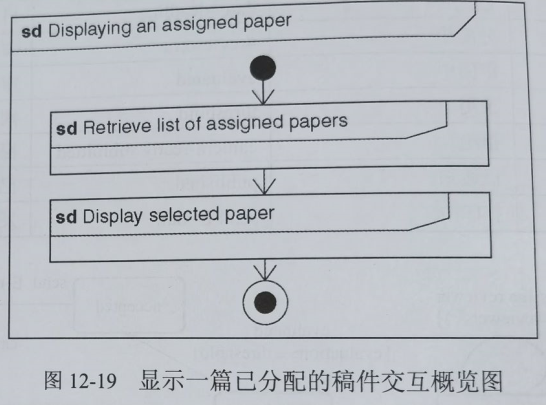 sd Displaying an assigned paper
sd Retrieve list of assigned papers
sd Display selected paper
图 12-19 显示一篇已分配的稿件交互概览图